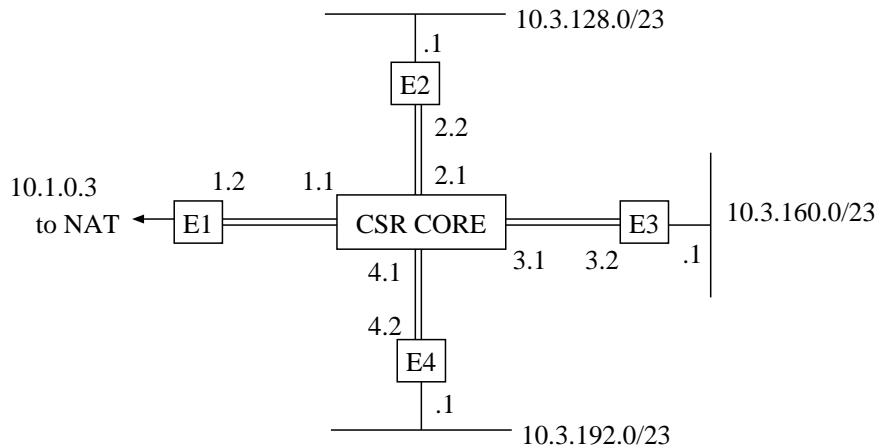 10.3.128.0/23
.1
E2
2.2
2.1
10.1.0.3
1.2
1.1
to NAT
E1
CSR CORE
E3
10.3.160.0/23
4.1
3.1
3.2
.1
4.2
E4
.1
10.3.192.0/23